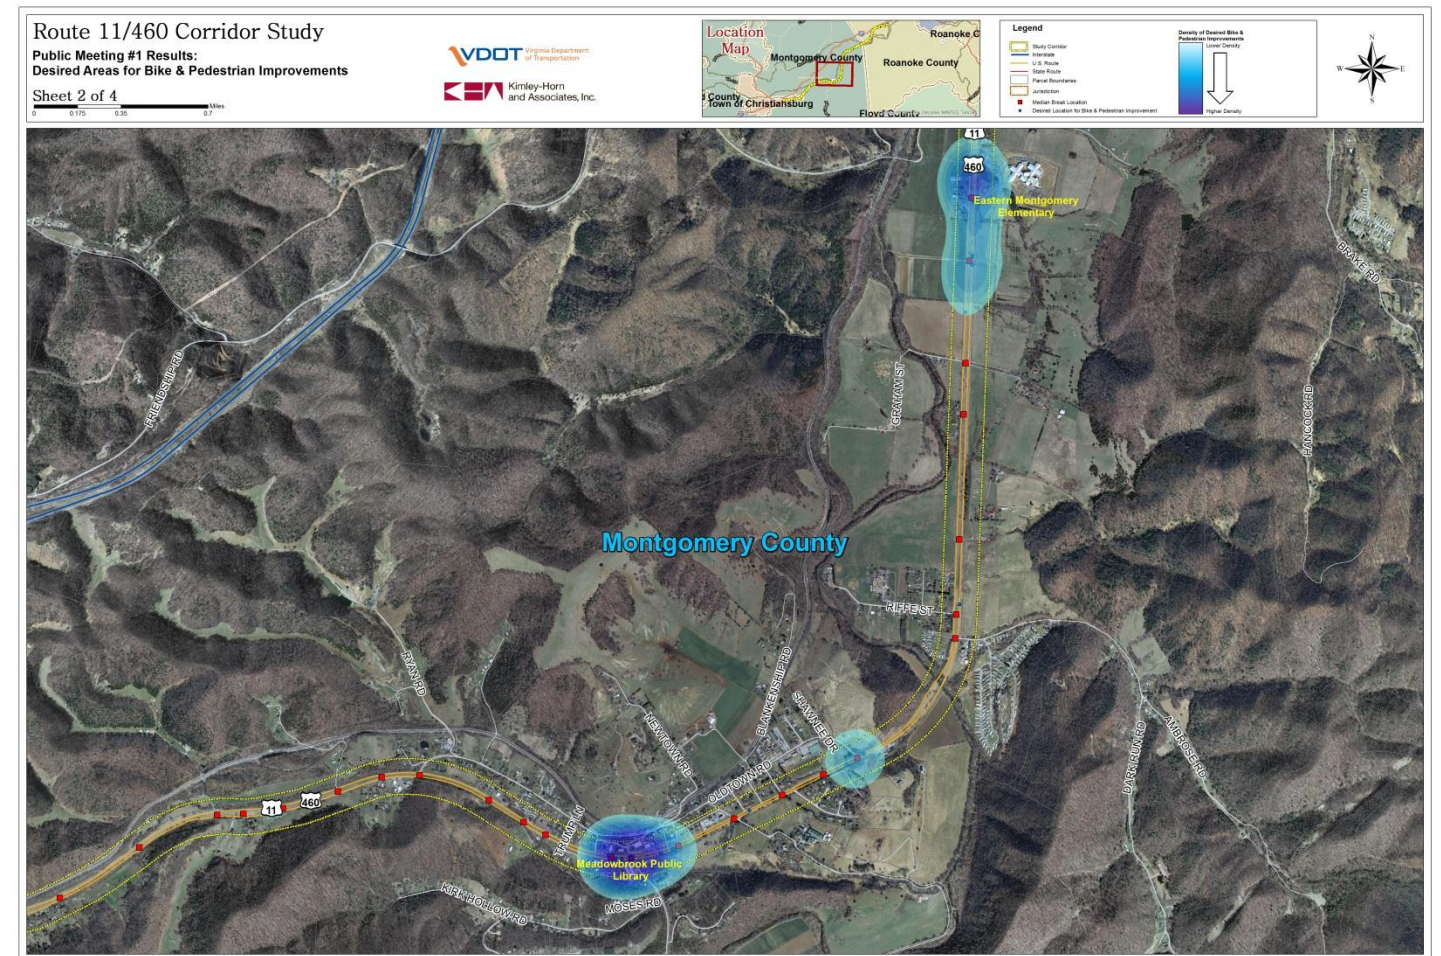 Route 11/460 Corridor Study
Public Meeting #1 Results:
Desired Areas for Bike & Pedestrian Improvements
Sheet 2 of 4
Miles
0 0.175 0.35 0.7
VDOT Virginia Department
of Transportation
Kimley-Horn
and Associates, Inc.
Location
Map
Roanoke C
Montgomery County
Roanoke County
d County
Town of Christiansburg
Floyd County
Legend
Study Corridor
Interstate
U.S. Route
State Route
Parcel Boundaries
Jurisdiction
Median Break Location
Desired Location for Bike & Pedestrian Improvement
Density of Desired Bike &
Pedestrian Improvements
Lower Density
Higher Density
N
W E
S
11
460
Eastern Montgomery
Elementary
BRAKE RD
FRIENDSHIP RD
GRAHAM ST
HANCOCK RD
Montgomery County
RIFFE ST
RYAN RD
BLANKENSHIP RD
SHAWNEE DR
NEWTOWN RD
OLDTOWN RD
DARK RUN RD
AMBROSE RD
11
460
TRUMP LN
Meadowbrook Public
Library
KIRK HOLLOW RD
MOSES RD